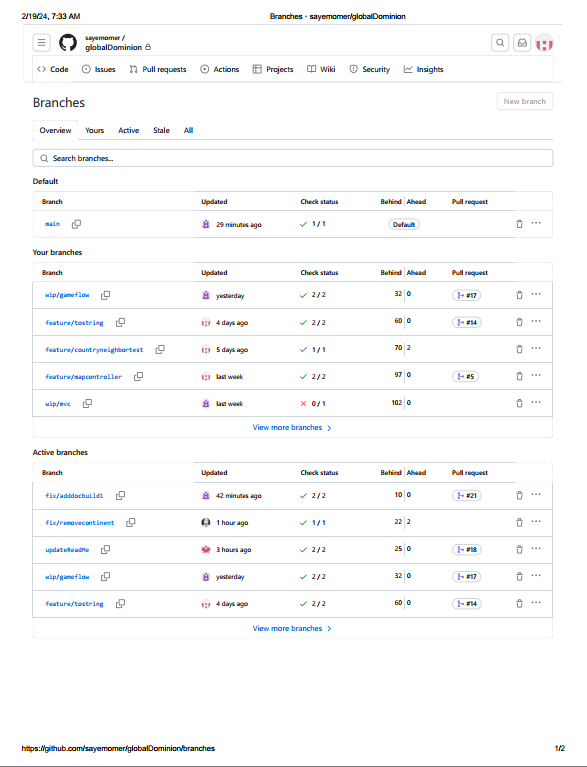 2/19/24, 7:33 AM Branches · sayemomer/globalDominion
sayemomer /
globalDominion
Code Issues Pull requests Actions Projects Wiki Security Insights
Branches New branch
Overview Yours Active Stale All
Search branches...
Default
Branch Updated Check status Behind Ahead Pull request
main 29 minutes ago 1 / 1 Default
Your branches
Branch Updated Check status Behind Ahead Pull request
wip/gameflow yesterday 2 / 2 32 0 #17
feature/tostring 4 days ago 2 / 2 60 0 #14
feature/countryneighbortest 5 days ago 1 / 1 70 2
feature/mapcontroller last week 2 / 2 97 0 #5
wip/mvc last week 0 / 1 102 0
View more branches
Active branches
Branch Updated Check status Behind Ahead Pull request
fix/adddocbuild1 42 minutes ago 2 / 2 10 0 #21
fix/removecontinent 1 hour ago 1 / 1 22 2
updateReadMe 3 hours ago 2 / 2 25 0 #18
wip/gameflow yesterday 2 / 2 32 0 #17
feature/tostring 4 days ago 2 / 2 60 0 #14
View more branches
https://github.com/sayemomer/globalDominion/branches 1/2